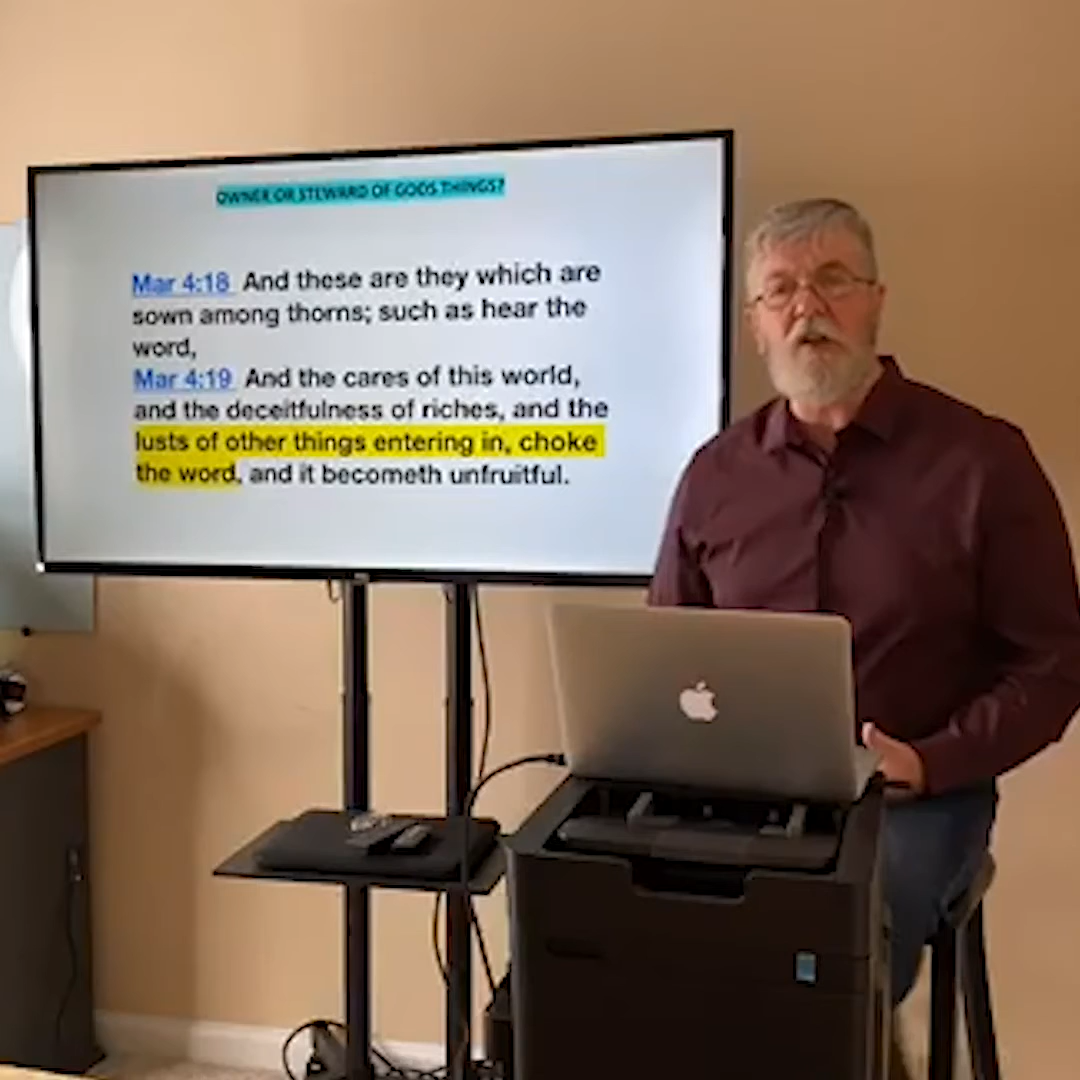 OWNER OR STEWARD OF GODS THINGS?
Mar 4:18 And these are they which are
sown among thorns; such as hear the
word,
Mar 4:19 And the cares of this world,
and the deceitfulness of riches, and the
lusts of other things entering in, choke
the word, and it becometh unfruitful.